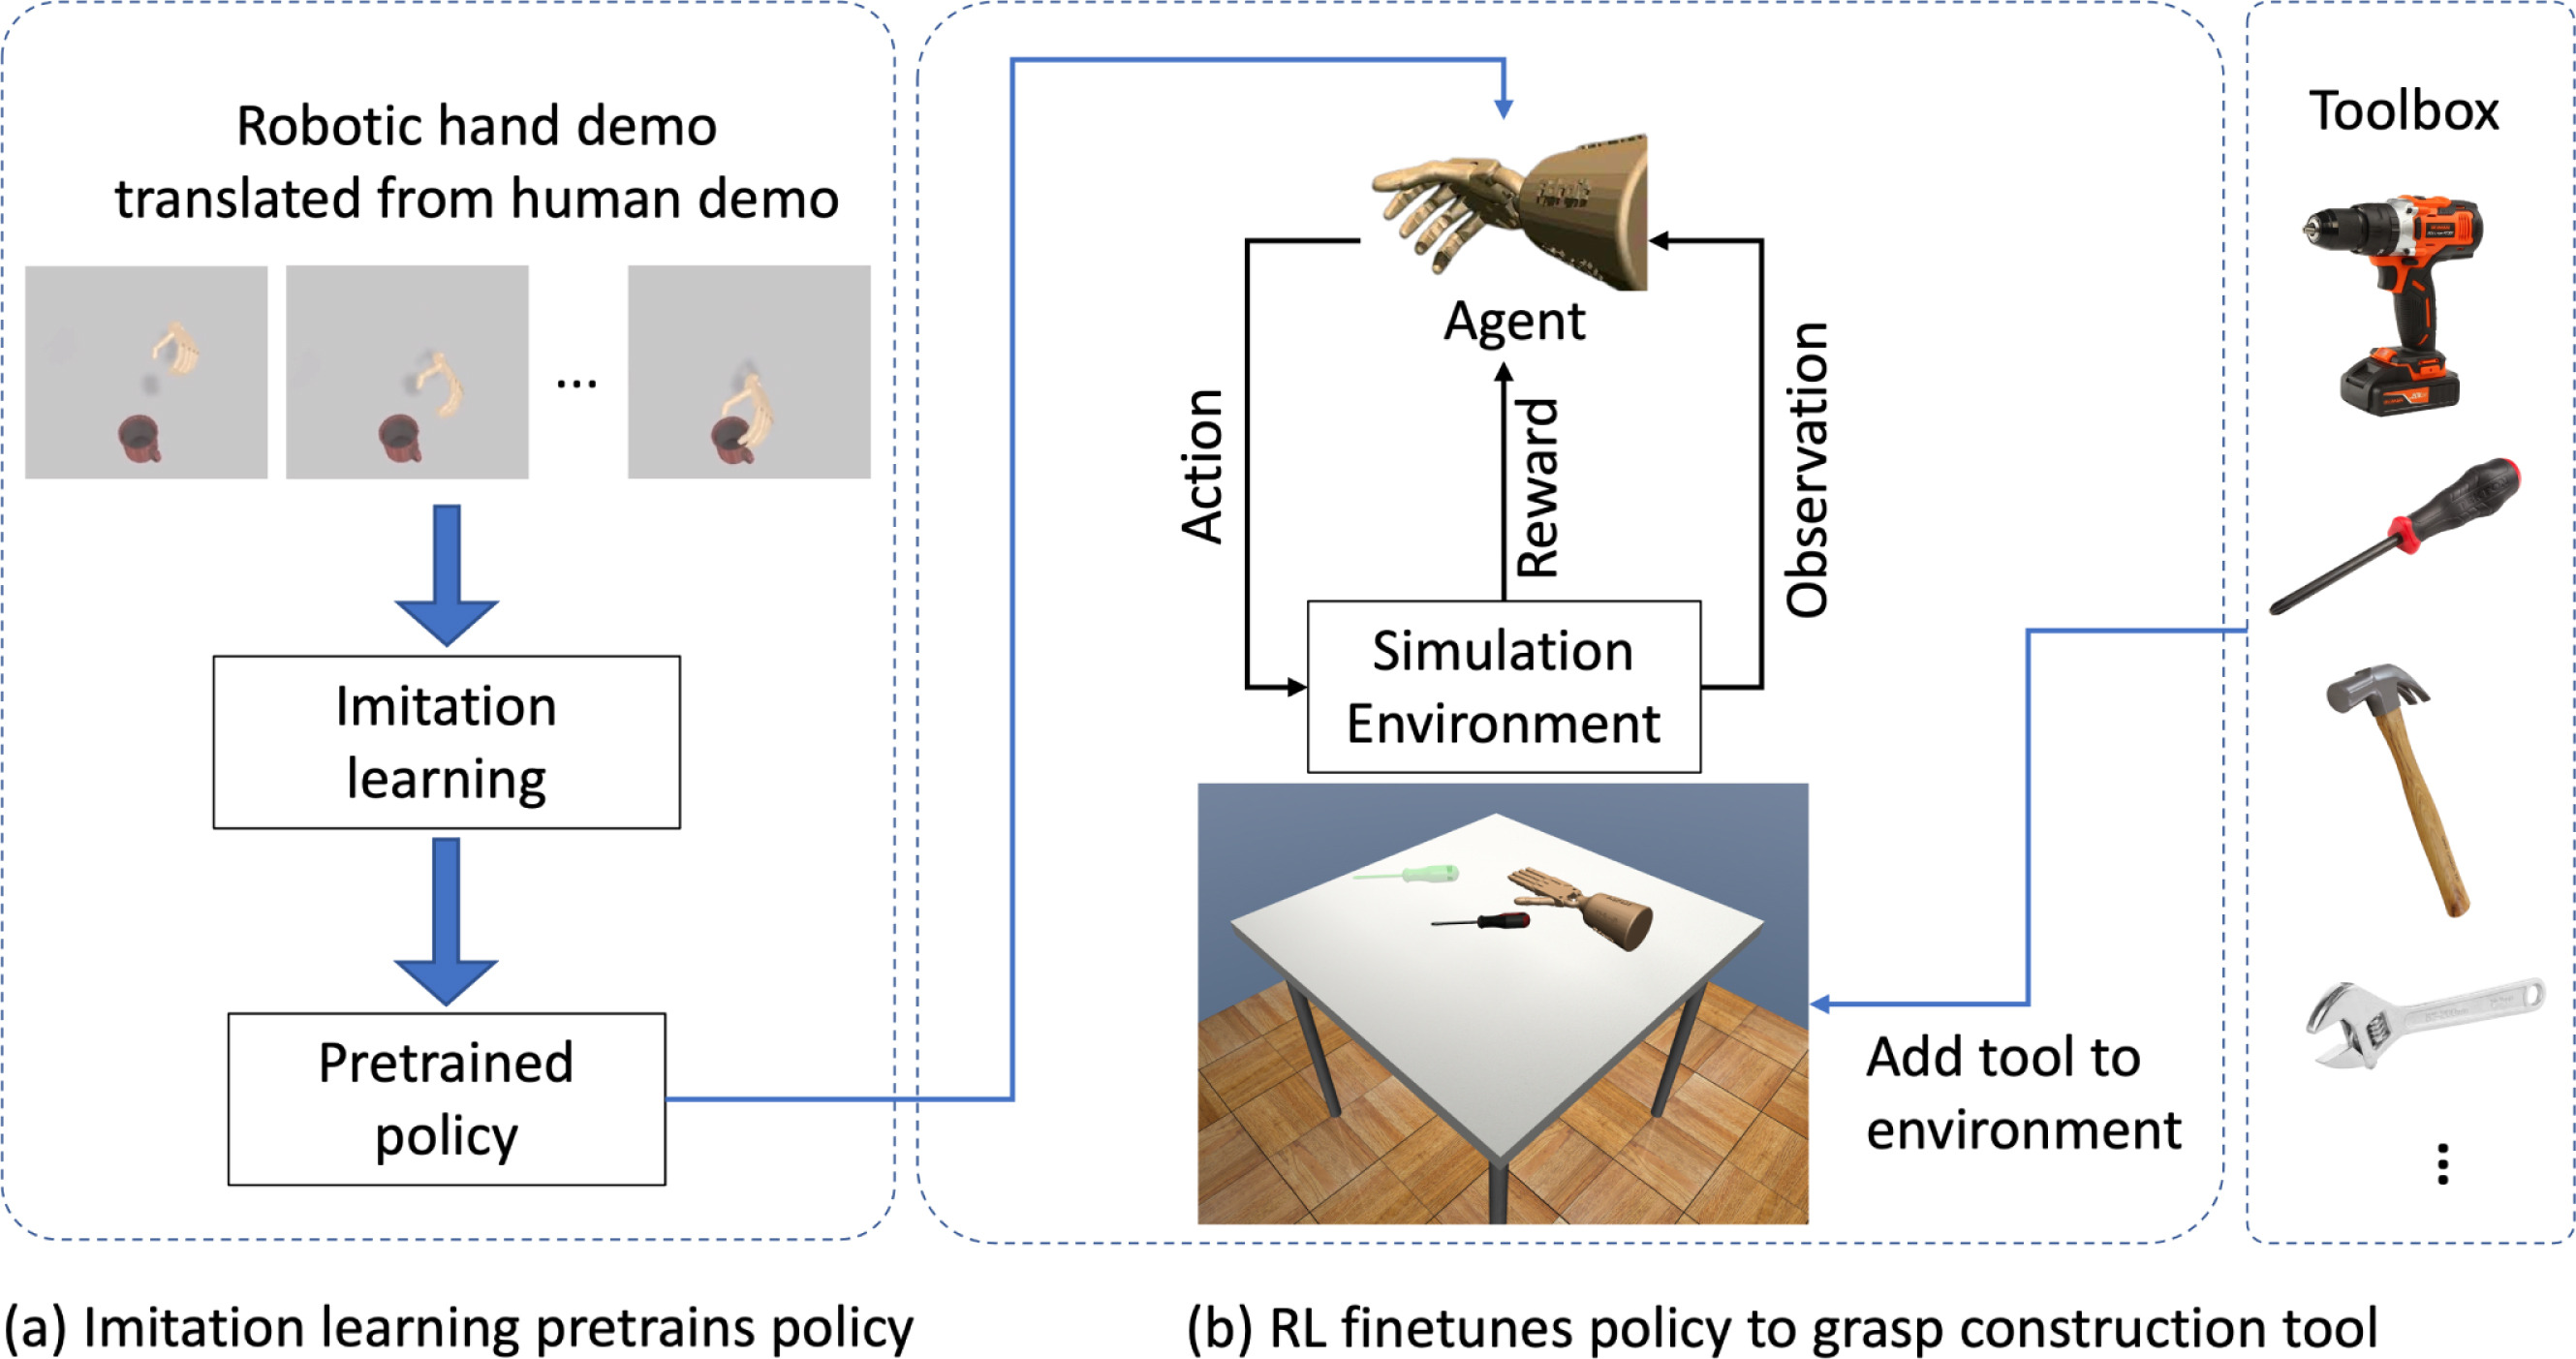 Robotic hand demo
translated from human demo
...
Imitation
learning
Pretrained
policy
Agent
Action
Reward
Observation
Simulation
Environment
Add tool to
environment
Toolbox
(a) Imitation learning pretrains policy
(b) RL finetunes policy to grasp construction tool